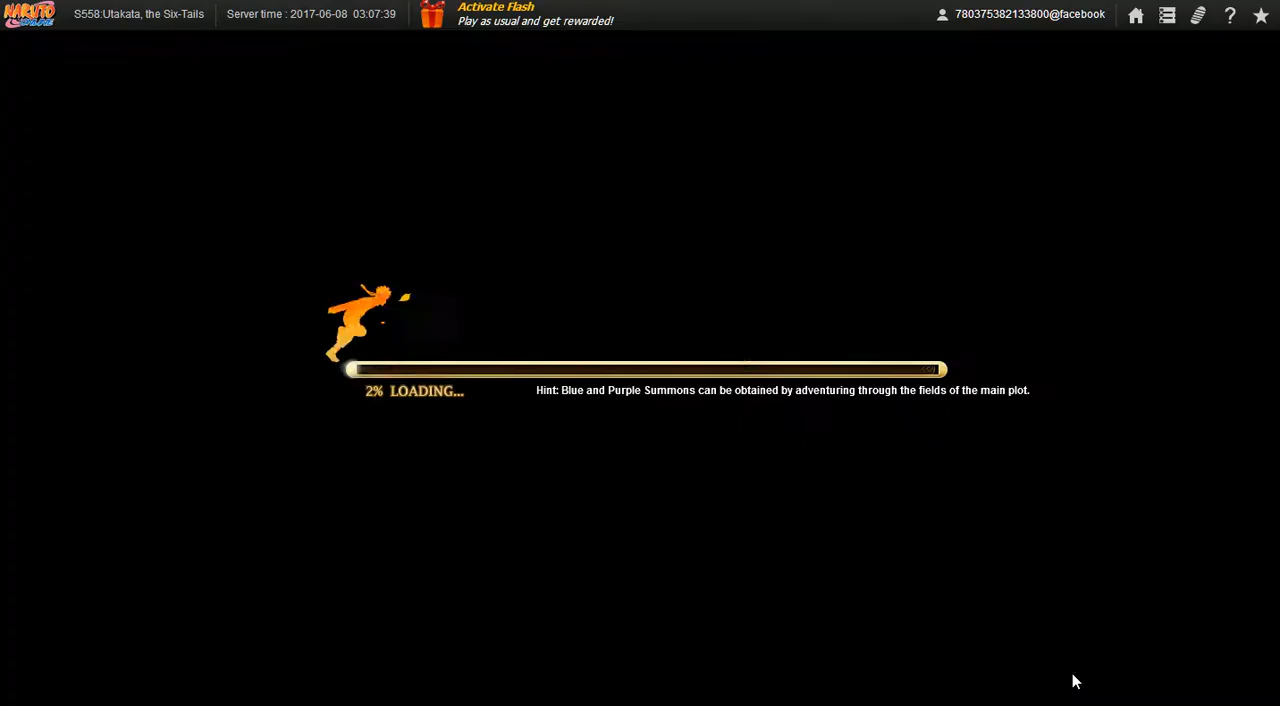 NARUTO ONLINE
S558:Utakata, the Six-Tails
Server time : 2017-06-08 03:07:39
Activate Flash
Play as usual and get rewarded!
780375382133800@facebook
?
2% LOADING...
Hint: Blue and Purple Summons can be obtained by adventuring through the fields of the main plot.